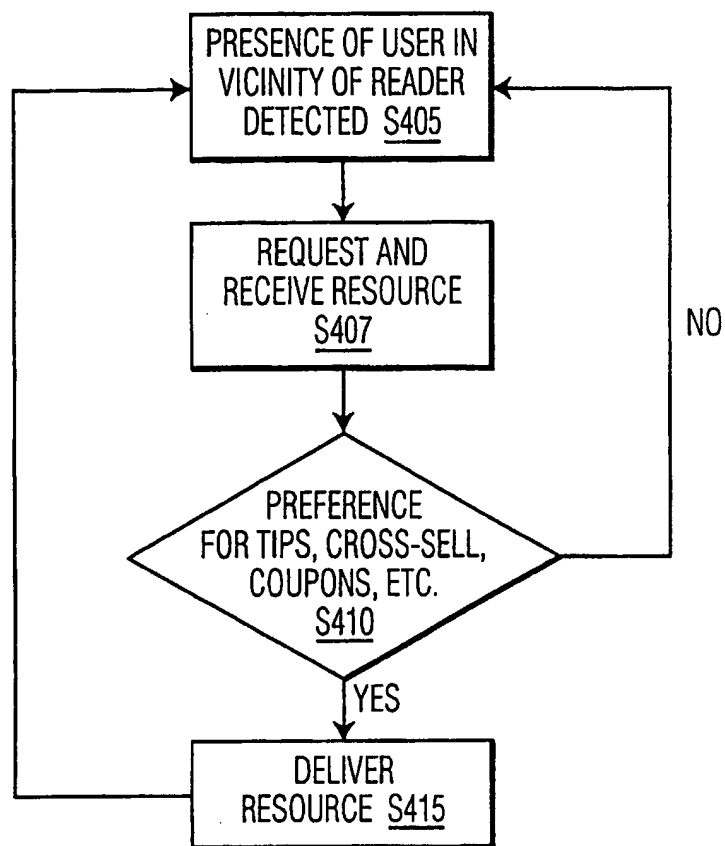 PRESENCE OF USER IN
VICINITY OF READER
DETECTED S405
REQUEST AND
RECEIVE RESOURCE
S407
NO
PREFERENCE
FOR TIPS, CROSS-SELL,
COUPONS, ETC.
S410
YES
DELIVER
RESOURCE S415